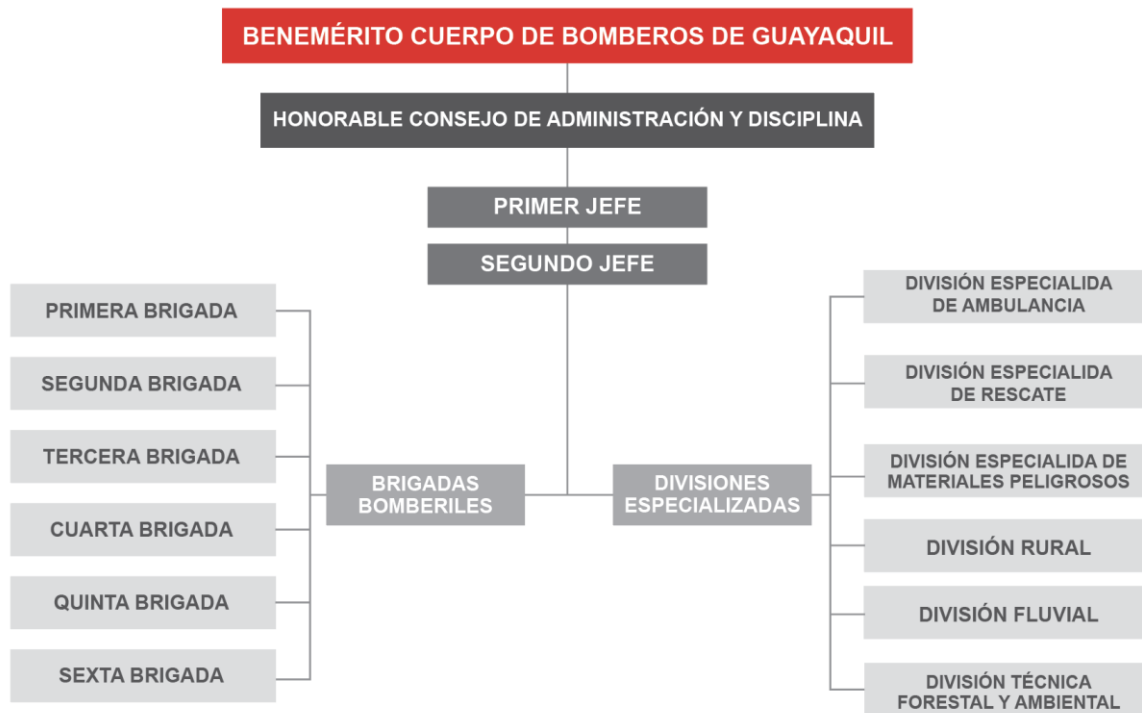 BENEMÉRITO CUERPO DE BOMBEROS DE GUAYAQUIL
HONORABLE CONSEJO DE ADMINISTRACIÓN Y DISCIPLINA
PRIMER JEFE
SEGUNDO JEFE
PRIMERA BRIGADA
SEGUNDA BRIGADA
TERCERA BRIGADA
CUARTA BRIGADA
QUINTA BRIGADA
SEXTA BRIGADA
BRIGADAS
BOMBERILES
DIVISIONES
ESPECIALIZADAS
DIVISIÓN ESPECIALIDA
DE AMBULANCIA
DIVISIÓN ESPECIALIDA
DE RESCATE
DIVISIÓN ESPECIALIDA DE
MATERIALES PELIGROSOS
DIVISIÓN RURAL
DIVISIÓN FLUVIAL
DIVISIÓN TÉCNICA
FORESTAL Y AMBIENTAL